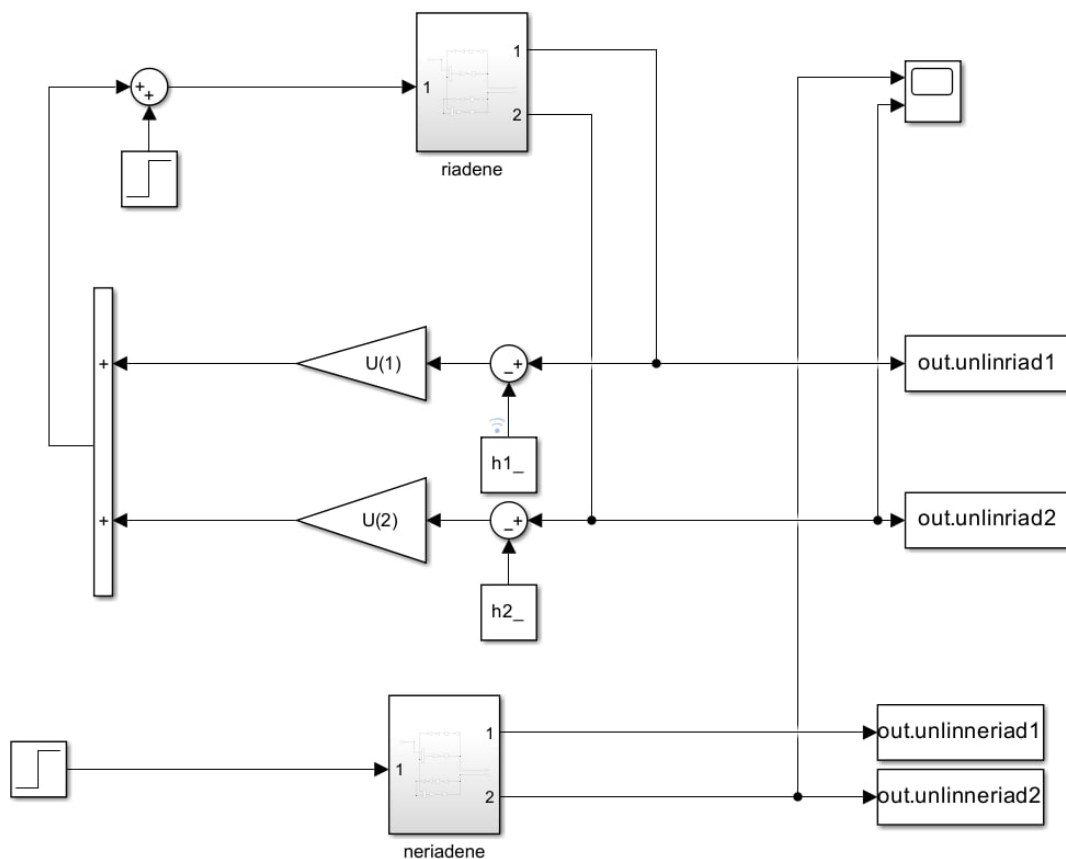 1
+
+
1
2
riadene
+
U(1)
_+
out.unlinriad1
h1_
+
U(2)
_+
out.unlinriad2
h2_
1
out.unlinneriad1
1
2
out.unlinneriad2
neriadene